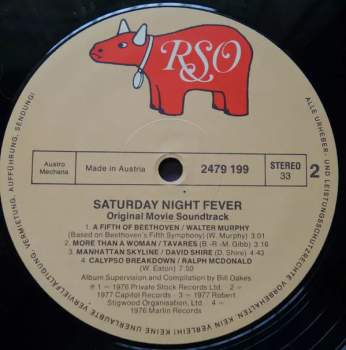 RSO
Austro
Mechana
Made in Austria
2479 199
STEREO
33
2
SATURDAY NIGHT FEVER
Original Movie Soundtrack
1. A FIFTH OF BEETHOVEN / WALTER MURPHY
(Based on Beethoven's Fifth Symphony) (W. Murphy) 3:01
2. MORE THAN A WOMAN / TAVARES (B.-R.-M. Gibb) 3:16
3. MANHATTAN SKYLINE / DAVID SHIRE (D. Shire) 4:43
4. CALYPSO BREAKDOWN / RALPH MCDONALD
(W. Eaton) 7:50
Album Supervision and Compilation by Bill Oakes
℗ 1 – ℗ 1976 Private Stock Records Ltd. 2 –
1977 Capitol Records 3 – 1977 Robert
Stigwood Organisation, Ltd 4 –
1976 Marlin Records
ALLE URHEBER- UND LEISTUNGSSCHUTZRECHTE VORBEHALTEN · KEIN VERLEIH! KEINE UNERLAUBTE VERVIELFÄLTIGUNG, VERMIETUNG, AUFFÜHRUNG, SENDUNG!